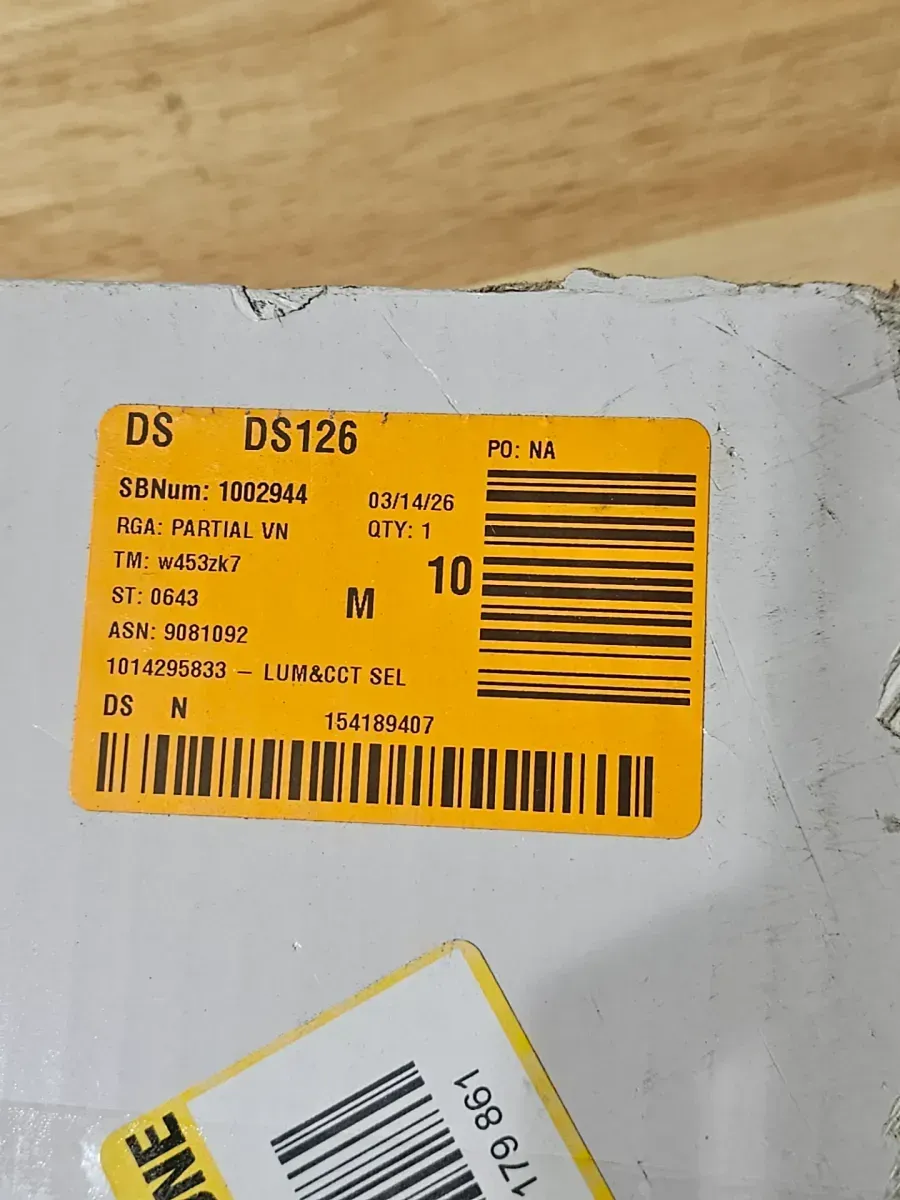 DS DS126
PO: NA
SBNum: 1002944 03/14/26
RGA: PARTIAL VN QTY: 1
TM: w453zk7 10
ST: 0643 M
ASN: 9081092
1014295833 – LUM&CCT SEL
DS N 154189407
179 861